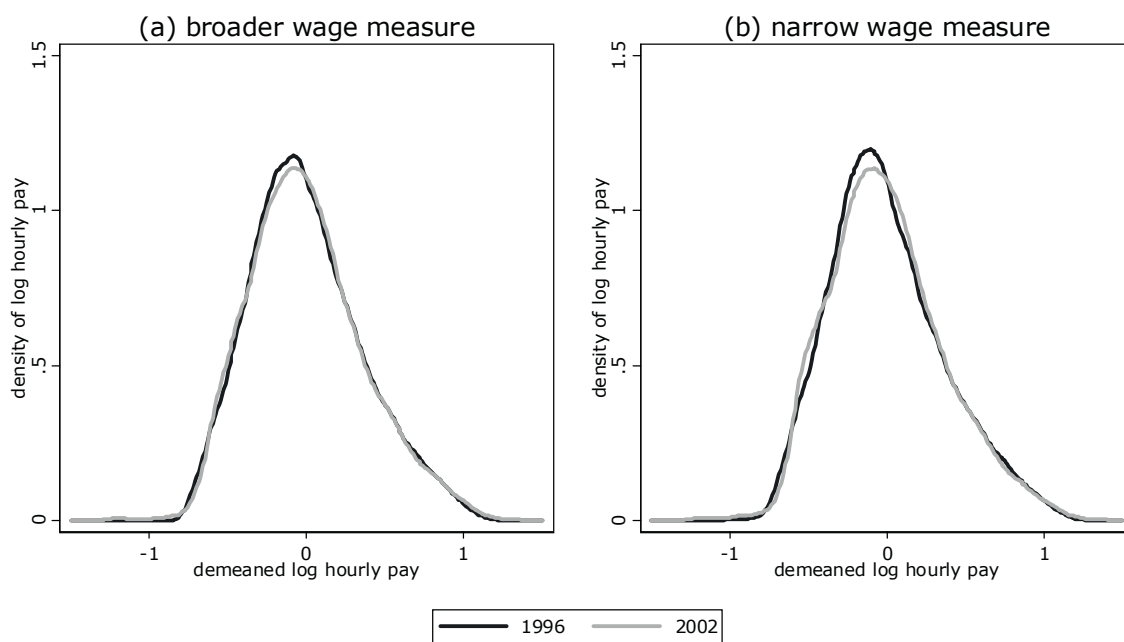 (a) broader wage measure
density of log hourly pay
1.5
1
.5
0
-1
0
1
demeaned log hourly pay
(b) narrow wage measure
density of log hourly pay
1.5
1
.5
0
-1
0
1
demeaned log hourly pay
1996
2002